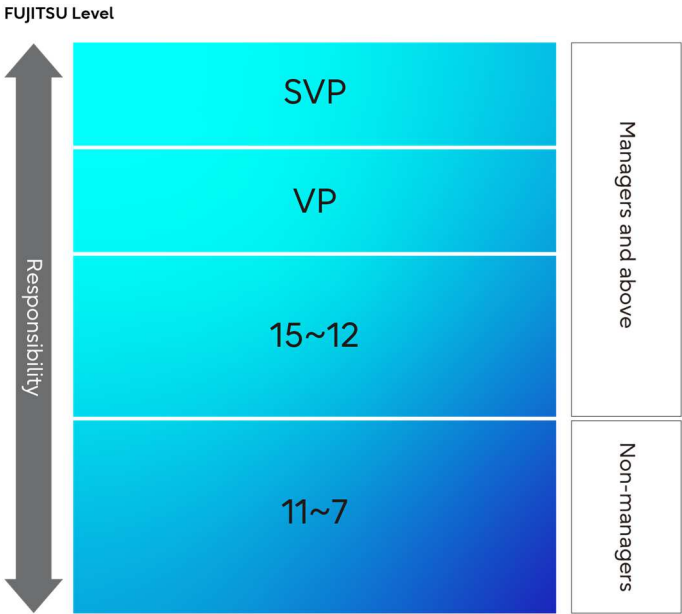 FUJITSU Level
Responsibility
SVP
VP
15~12
11~7
Managers and above
Non-managers